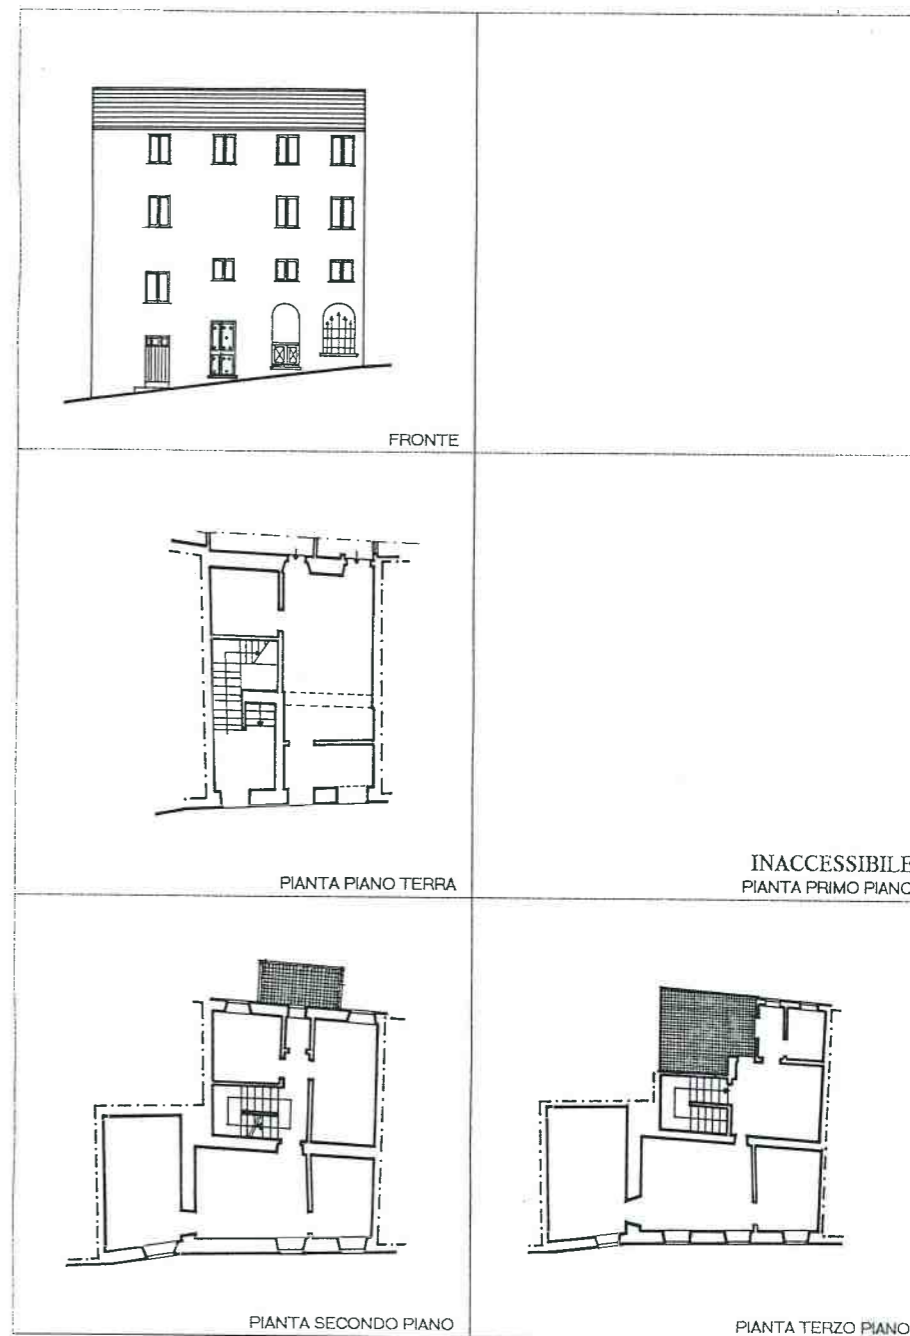 FRONTE
PIANTA PIANO TERRA
INACCESSIBILE
PIANTA PRIMO PIANO
PIANTA SECONDO PIANO
PIANTA TERZO PIANO